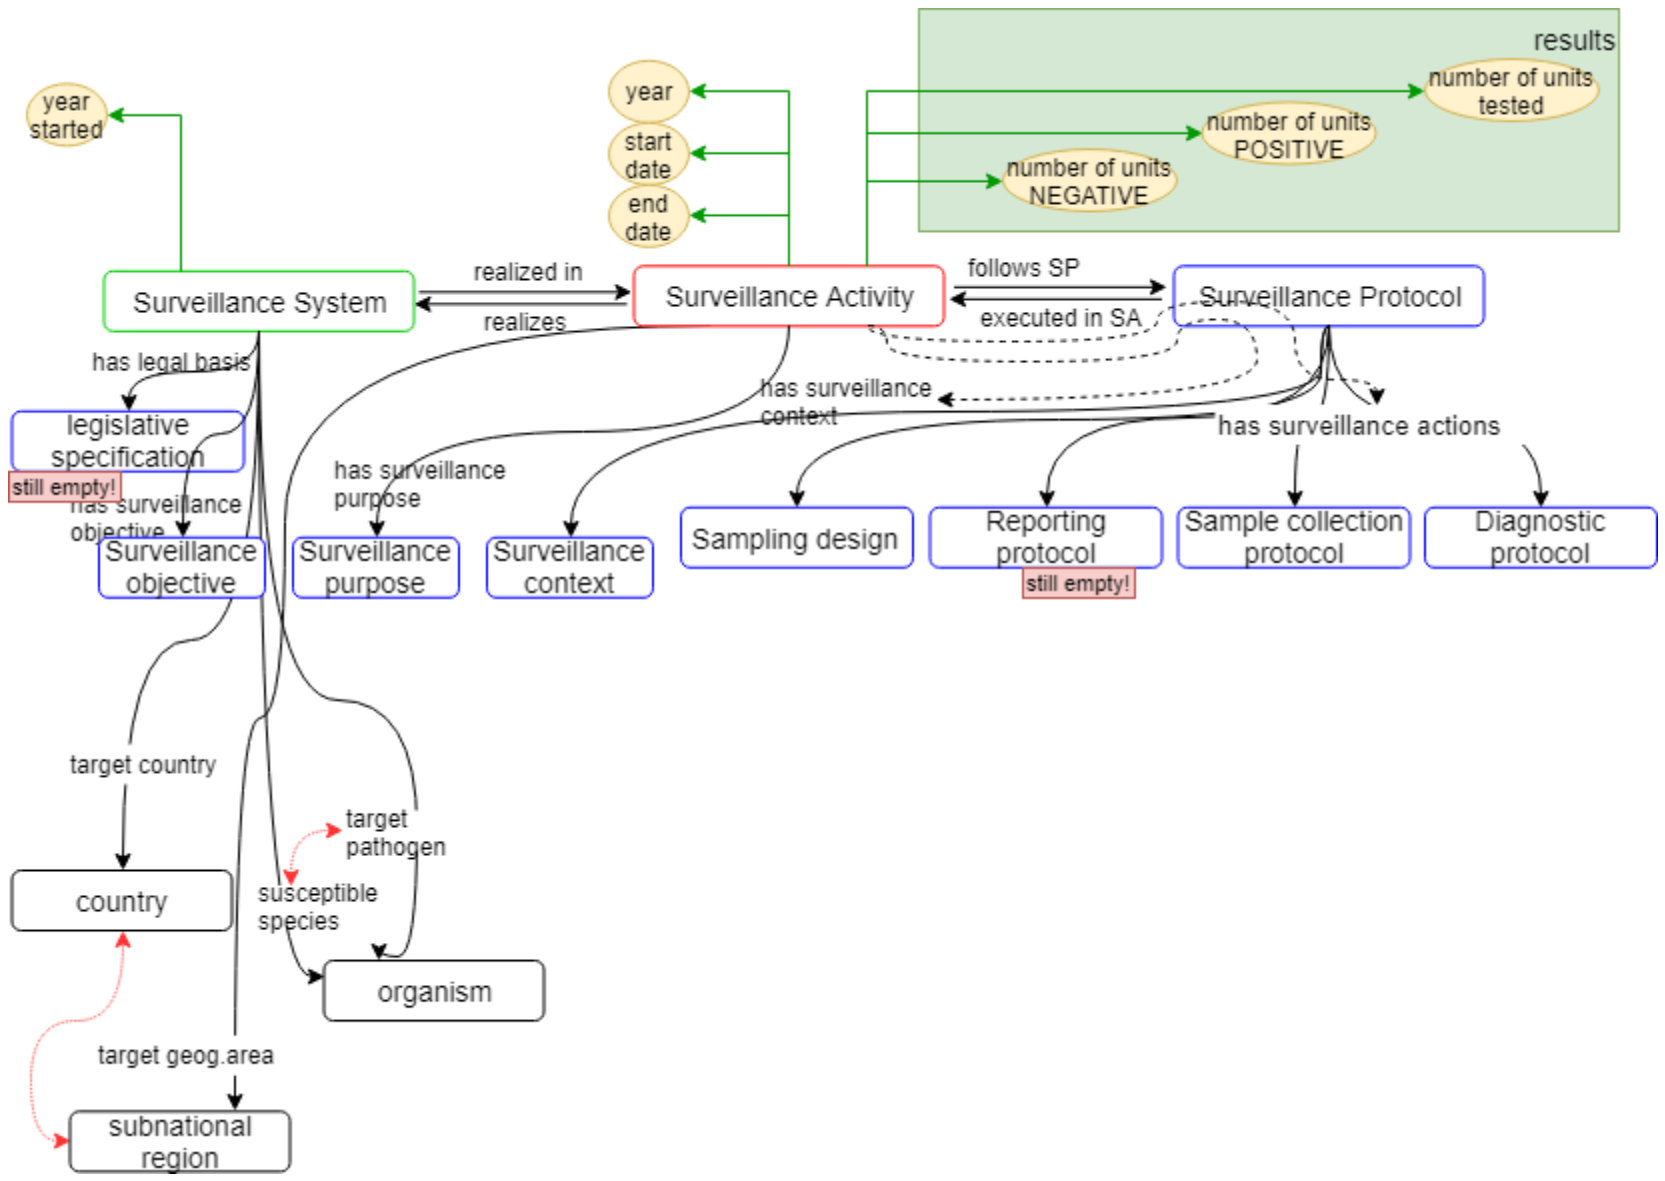 results
year
started
year
number of units
tested
number of units
POSITIVE
start
date
number of units
NEGATIVE
end
date
realized in
follows SP
Surveillance System
Surveillance Activity
Surveillance Protocol
realizes
executed in SA
has legal basis
has surveillance
context
legislative
specification
has surveillance actions
still empty!
has surveillance
objective
has surveillance
purpose
Surveillance
objective
Surveillance
purpose
Surveillance
context
Sampling design
Reporting
protocol
still empty!
Sample collection
protocol
Diagnostic
protocol
target country
target
pathogen
susceptible
species
country
organism
target geog.area
subnational
region